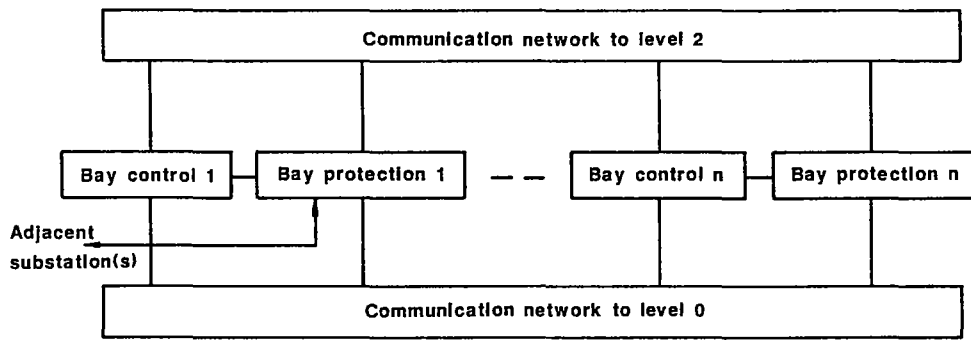 Communication network to level 2
Bay control 1
Bay protection 1
Bay control n
Bay protection n
Adjacent
substation(s)
Communication network to level 0